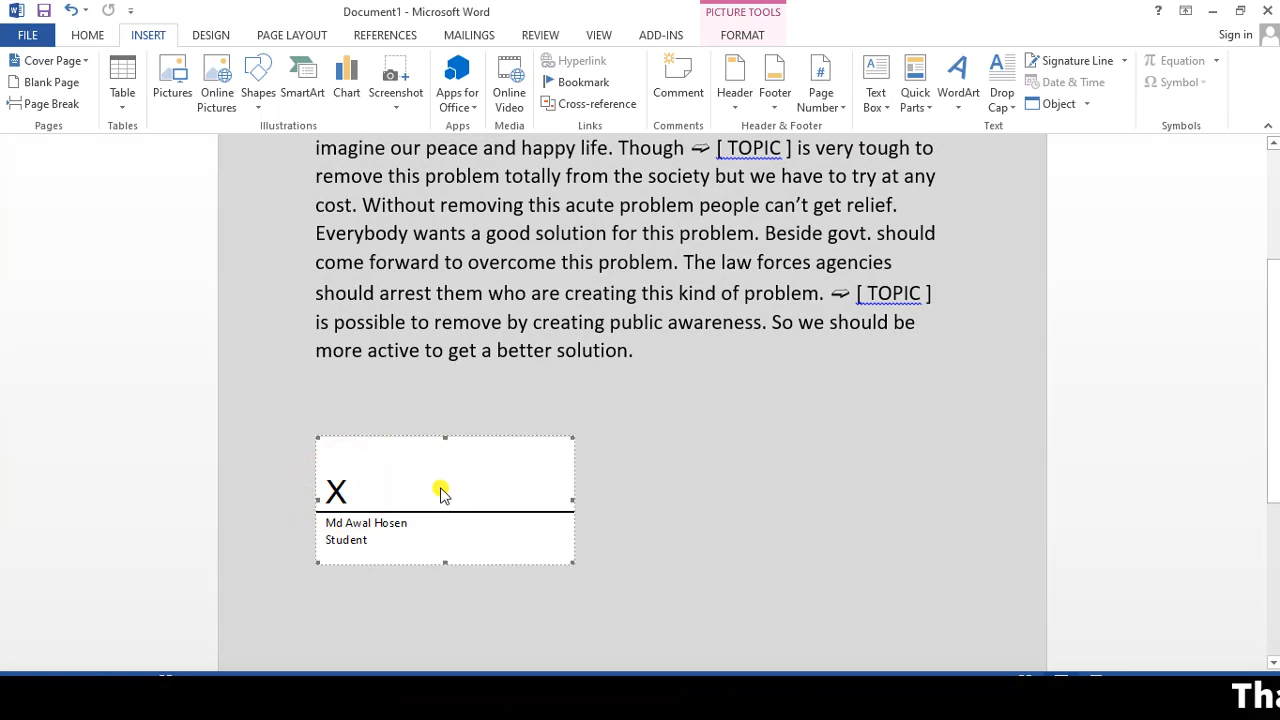 Document1 - Microsoft Word
PICTURE TOOLS
?
FILE
HOME
INSERT
DESIGN
PAGE LAYOUT
REFERENCES
MAILINGS
REVIEW
VIEW
ADD-INS
FORMAT
Sign in
Cover Page
Blank Page
Page Break
Pages
Table
Tables
Pictures
Online Pictures
Shapes
SmartArt
Chart
Screenshot
Illustrations
Apps for Office
Apps
Online Video
Media
Hyperlink
Bookmark
Cross-reference
Links
Comment
Comments
Header
Footer
Page Number
Header & Footer
Text Box
Quick Parts
WordArt
Drop Cap
Signature Line
Date & Time
Object
Text
Equation
Symbol
Symbols
imagine our peace and happy life. Though ➫ [ TOPIC ] is very tough to
remove this problem totally from the society but we have to try at any
cost. Without removing this acute problem people can’t get relief.
Everybody wants a good solution for this problem. Beside govt. should
come forward to overcome this problem. The law forces agencies
should arrest them who are creating this kind of problem. ➫ [ TOPIC ]
is possible to remove by creating public awareness. So we should be
more active to get a better solution.
X
Md Awal Hosen
Student